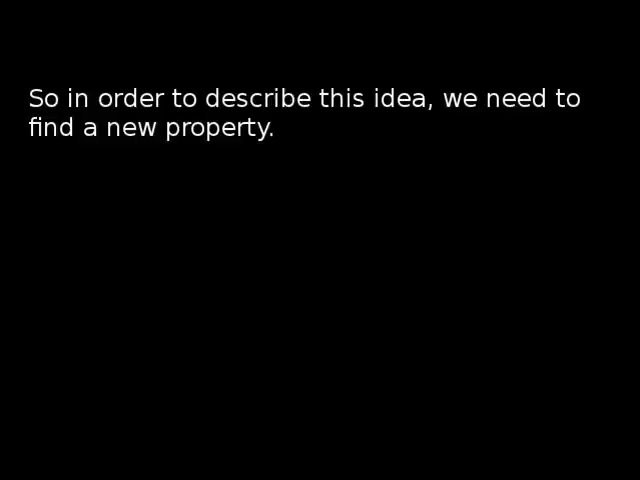 So in order to describe this idea, we need to
find a new property.